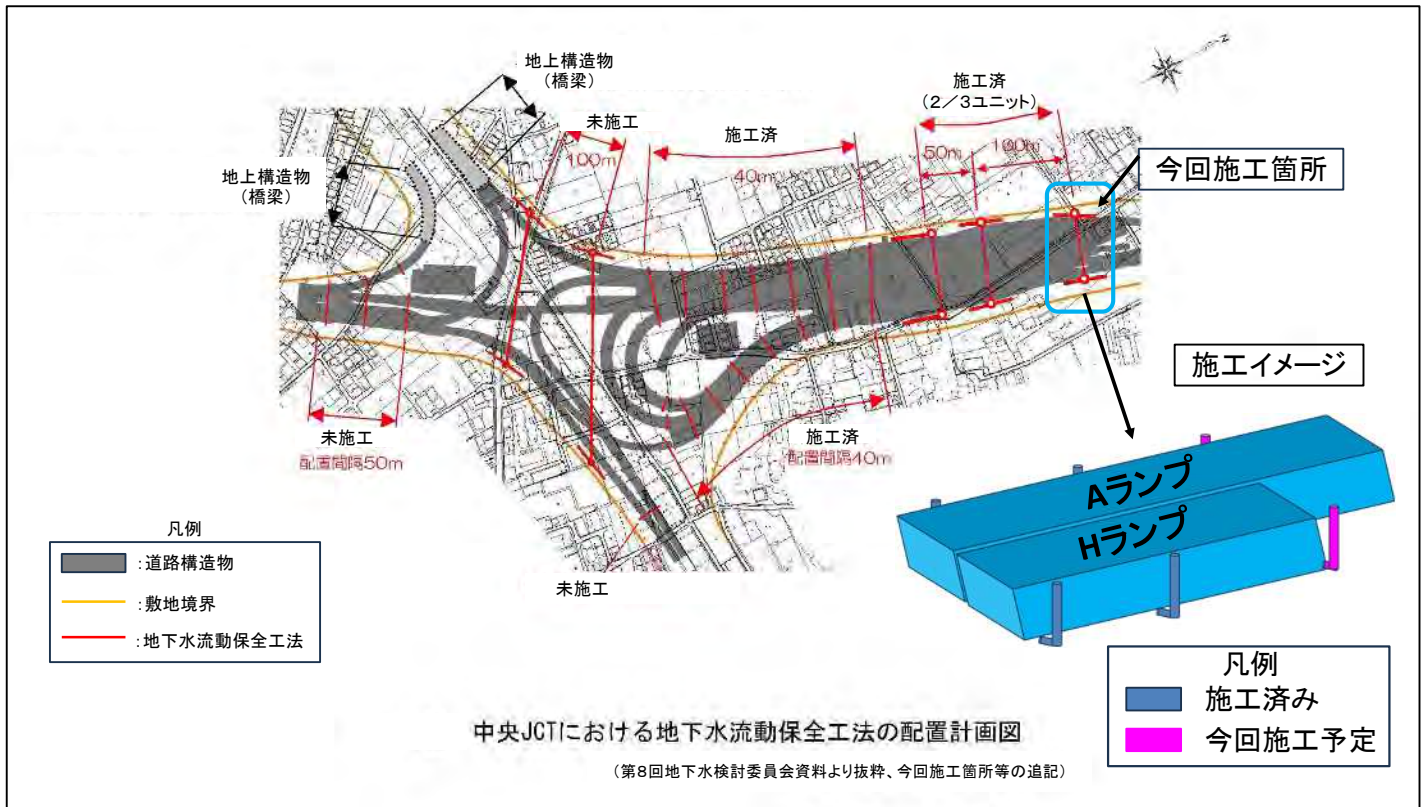 地上構造物
(橋梁)
地上構造物
(橋梁)
未施工
100m
施工済
40m
施工済
(2/3ユニット)
50m
100m
N
今回施工箇所
施工イメージ
未施工
配置間隔50m
施工済
配置間隔40m
未施工
Aランプ
Hランプ
凡例
:道路構造物
:敷地境界
:地下水流動保全工法
凡例
施工済み
今回施工予定
中央JCTにおける地下水流動保全工法の配置計画図
(第8回地下水検討委員会資料より抜粋、今回施工箇所等の追記)